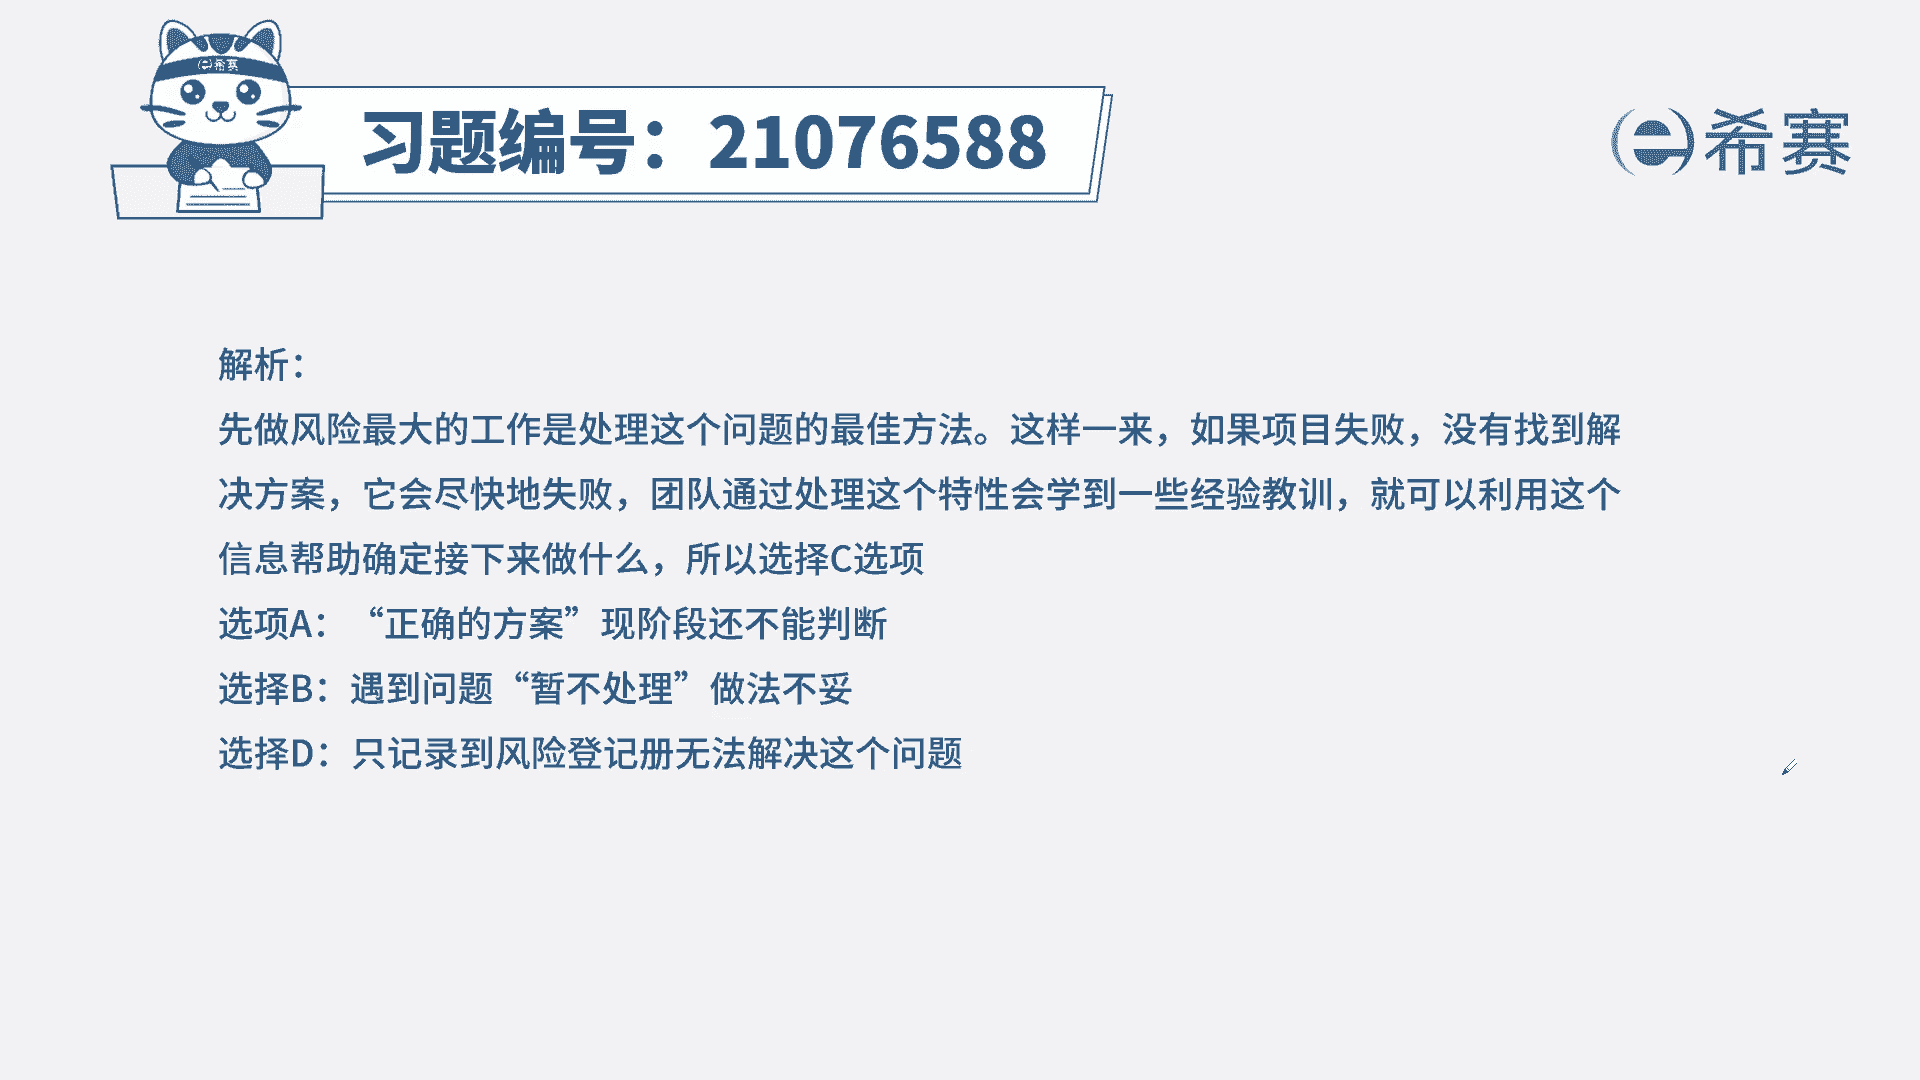 希赛
习题编号：21076588
希赛
解析：
先做风险最大的工作是处理这个问题的最佳方法。这样一来，如果项目失败，没有找到解
决方案，它会尽快地失败，团队通过处理这个特性会学到一些经验教训，就可以利用这个
信息帮助确定接下来做什么，所以选择C选项
选项A：“正确的方案”现阶段还不能判断
选择B：遇到问题“暂不处理”做法不妥
选择D：只记录到风险登记册无法解决这个问题